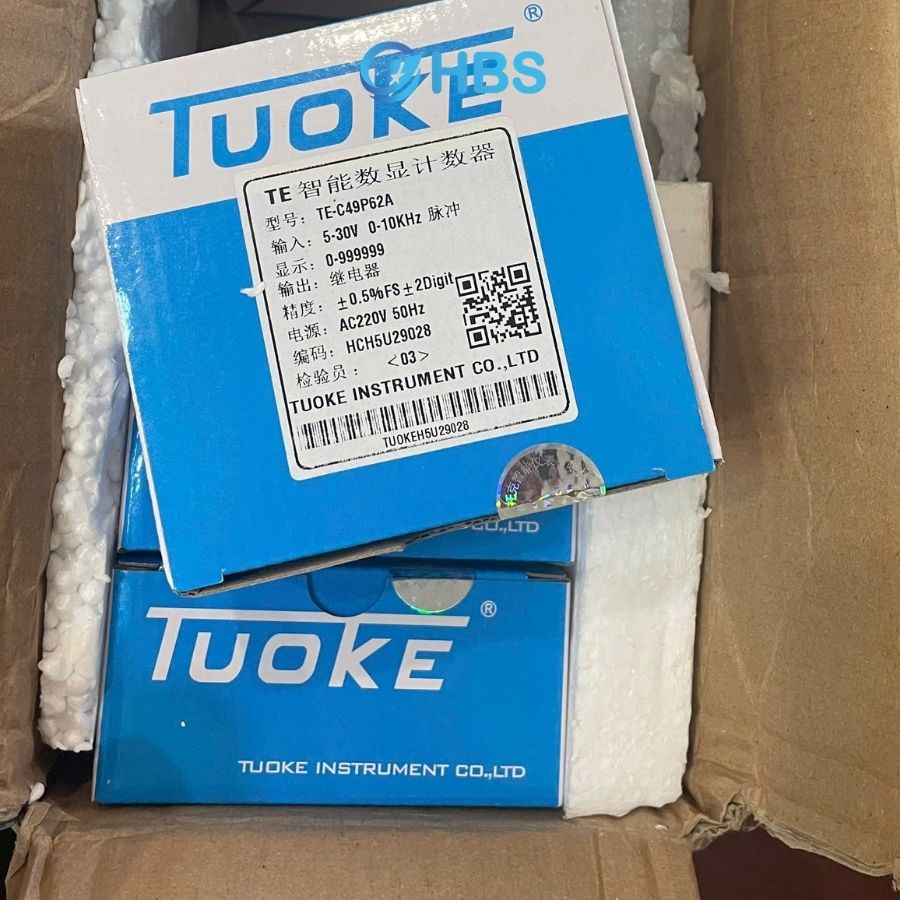 TUOKE®
HBS
TE 智能数显计数器
型号: TE-C49P62A
输入: 5-30V 0-10KHz 脉冲
显示: 0-999999
输出: 继电器
精度: ±0.5%FS±2Digit
电源: AC220V 50Hz
编码: HCH5U29028
检验员: <03>
TUOKE INSTRUMENT CO.,LTD
TUOKEH5U29028
CO.,LTD
TUOKE®
TUOKE INSTRUMENT CO.,LTD